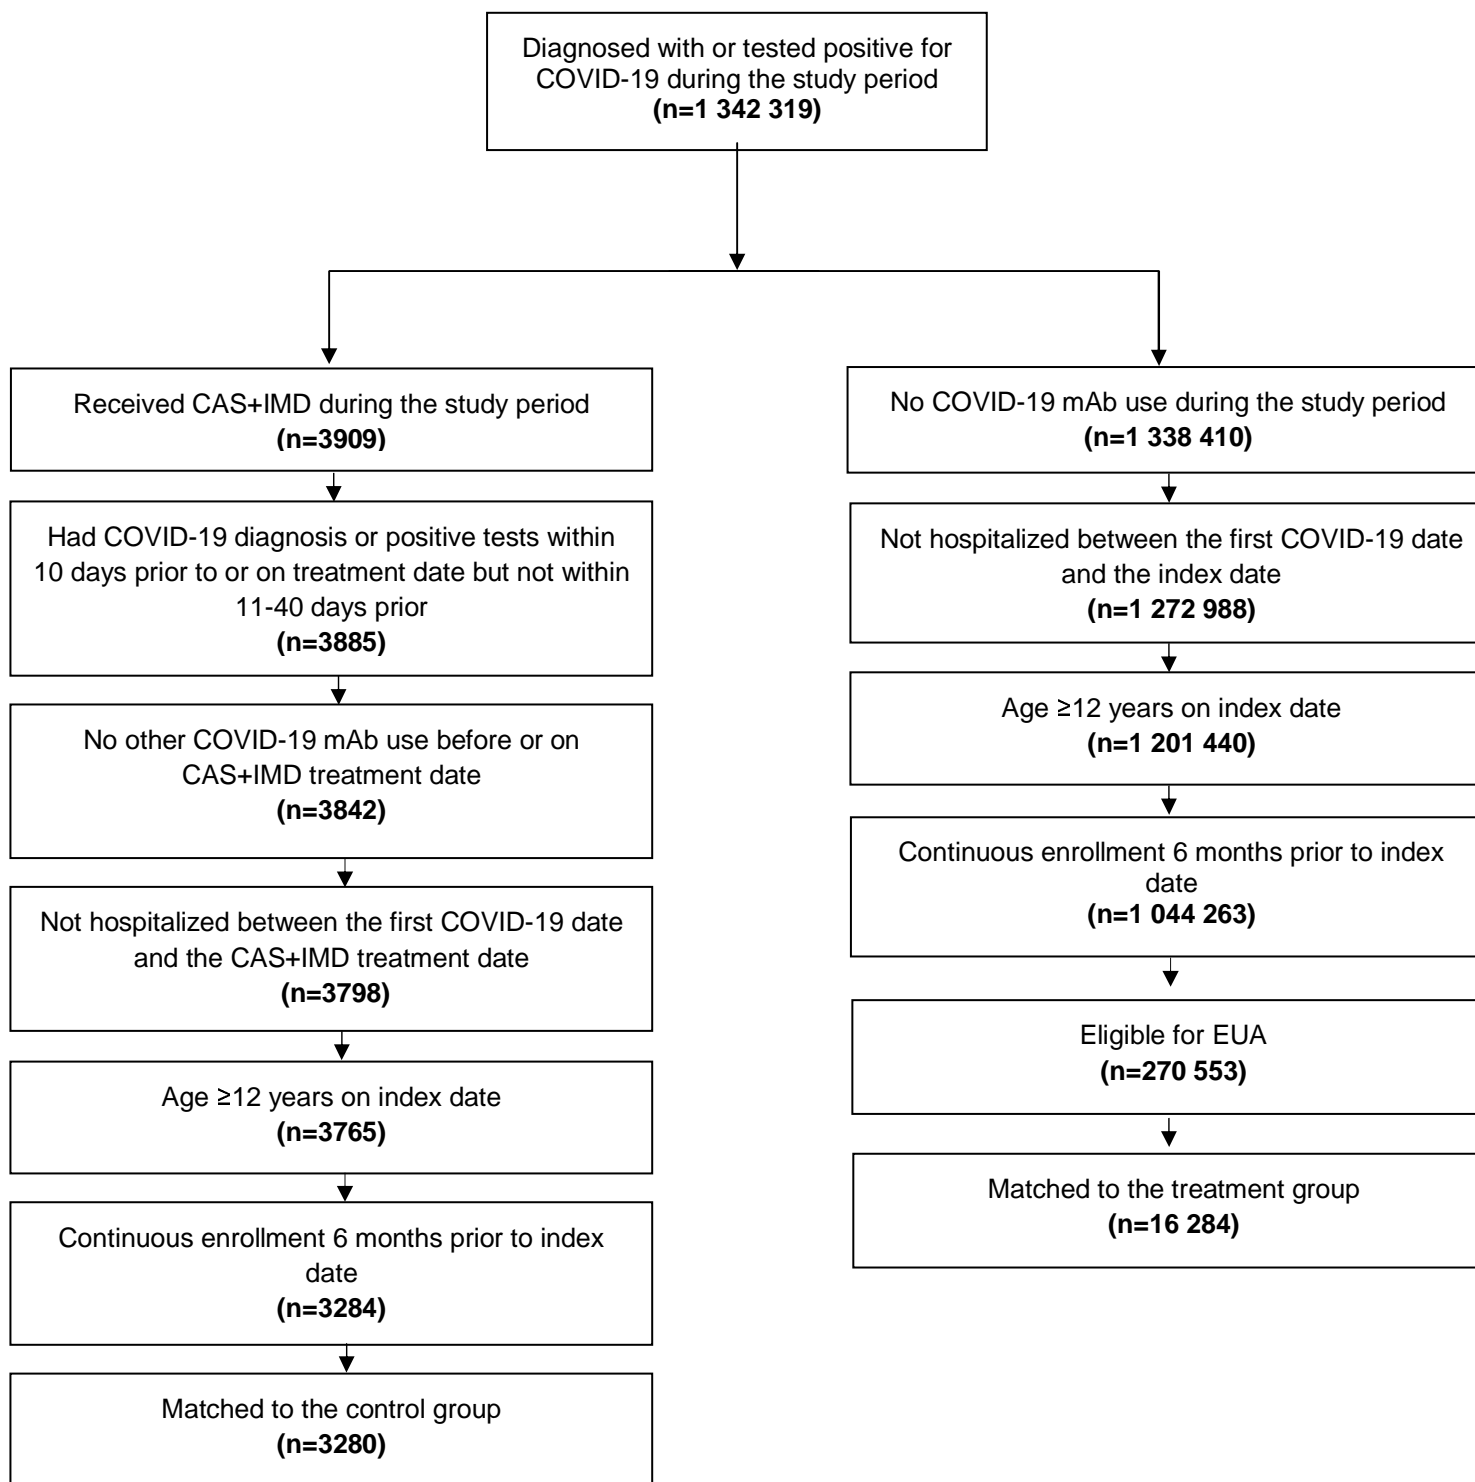 Diagnosed with or tested positive for
COVID-19 during the study period
(n=1 342 319)
Received CAS+IMD during the study period
(n=3909)
Had COVID-19 diagnosis or positive tests within
10 days prior to or on treatment date but not within
11-40 days prior
(n=3885)
No other COVID-19 mAb use before or on
CAS+IMD treatment date
(n=3842)
Not hospitalized between the first COVID-19 date
and the CAS+IMD treatment date
(n=3798)
Age ≥12 years on index date
(n=3765)
Continuous enrollment 6 months prior to index
date
(n=3284)
Matched to the control group
(n=3280)
No COVID-19 mAb use during the study period
(n=1 338 410)
Not hospitalized between the first COVID-19 date
and the index date
(n=1 272 988)
Age ≥12 years on index date
(n=1 201 440)
Continuous enrollment 6 months prior to index
date
(n=1 044 263)
Eligible for EUA
(n=270 553)
Matched to the treatment group
(n=16 284)